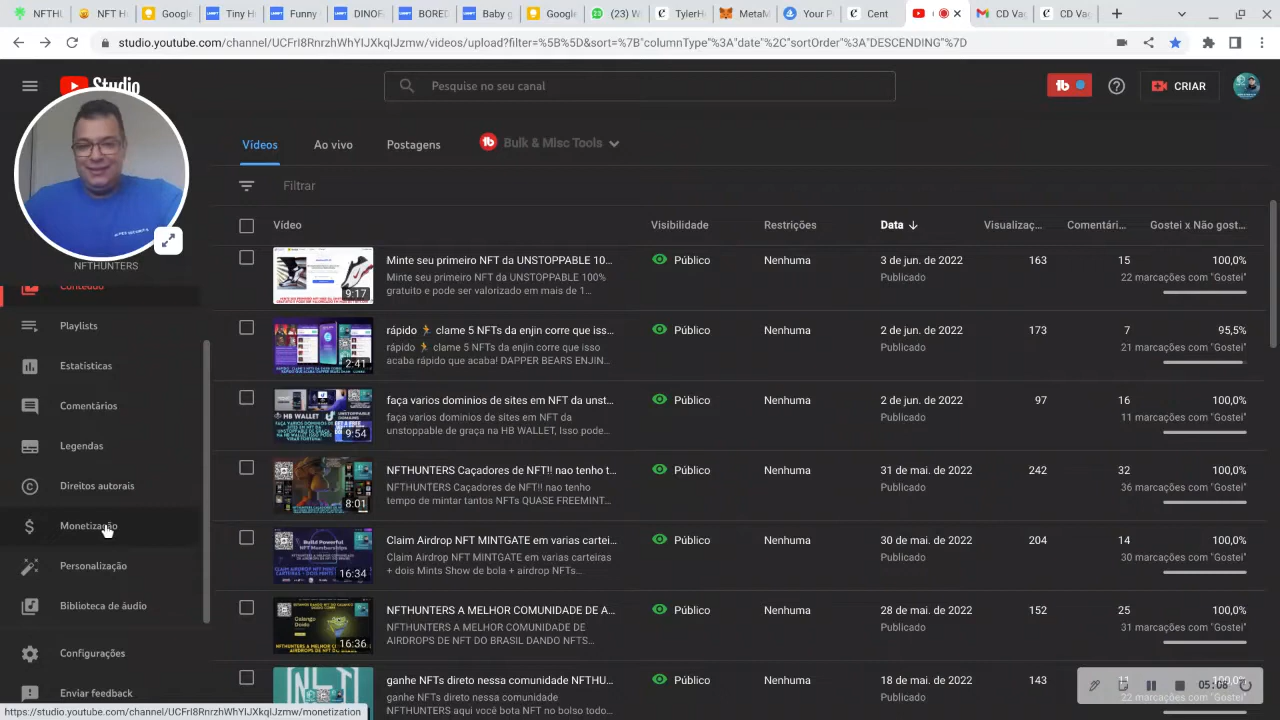 NFT H
Google
Tiny H
Funny
DINOF
BORED
Baby g
Google
(23) W
TylerH
MetaM
Your P
Cent
CD Va
CD Va
studio.youtube.com/channel/UCFrI8RnrzhWhYIJXkqIJzmw/videos/upload?filter=%5B%5D&sort=%7B"columnType"%3A"date"%2C"sortOrder"%3A"DESCENDING"%7D
Studio
Pesquise no seu canal
CRIAR
Vídeos
Ao vivo
Postagens
Bulk & Misc Tools
Filtrar
NFTHUNTERS
Conteúdo
Playlists
Estatísticas
Comentários
Legendas
Direitos autorais
Monetização
Personalização
Biblioteca de áudio
Configurações
Enviar feedback
Vídeo Visibilidade Restrições Data Visualizaç... Comentári... Gostei x Não gost...
Minte seu primeiro NFT da UNSTOPPABLE 10... Público Nenhuma 3 de jun. de 2022 63 15 100,0%
Minte seu primeiro NFT da UNSTOPPABLE 100% Publicado 22 marcações com "Gostei"
gratuito e pode ser valorizado em mais de 1...
9:17
rápido 🏃 clame 5 NFTs da enjin corre que iss... Público Nenhuma 2 de jun. de 2022 173 7 95,5%
rápido 🏃 clame 5 NFTs da enjin corre que isso Publicado 21 marcações com "Gostei"
acaba rápido que acaba! DAPPER BEARS ENJIN...
2:41
faça varios dominios de sites em NFT da unst... Público Nenhuma 2 de jun. de 2022 97 16 100,0%
faça varios dominios de sites em NFT da Publicado 11 marcações com "Gostei"
unstoppable de graça na HB WALLET, Isso pode...
9:54
NFTHUNTERS Caçadores de NFT!! nao tenho t... Público Nenhuma 31 de mai. de 2022 242 32 100,0%
NFTHUNTERS Caçadores de NFT!! nao tenho Publicado 36 marcações com "Gostei"
tempo de mintar tantos NFTs QUASE FREEMINT...
8:01
Claim Airdrop NFT MINTGATE em varias cartei... Público Nenhuma 30 de mai. de 2022 204 14 100,0%
Claim Airdrop NFT MINTGATE em varias carteiras Publicado 30 marcações com "Gostei"
+ dois Mints Show de bola + airdrop NFTs...
16:34
NFTHUNTERS A MELHOR COMUNIDADE DE A... Público Nenhuma 28 de mai. de 2022 152 25 100,0%
NFTHUNTERS A MELHOR COMUNIDADE DE Publicado 31 marcações com "Gostei"
AIRDROPS DE NFT DO BRASIL DANDO NFTS...
16:36
ganhe NFTs direto nessa comunidade NFTHU... Público Nenhuma 18 de mai. de 2022 143 11 100,0%
ganhe NFTs direto nessa comunidade Publicado 22 marcações com "Gostei"
NFTHUNTERS aqui você bota NFT no bolso todo...
05:06
https://studio.youtube.com/channel/UCFrI8RnrzhWhYIJXkqIJzmw/monetization